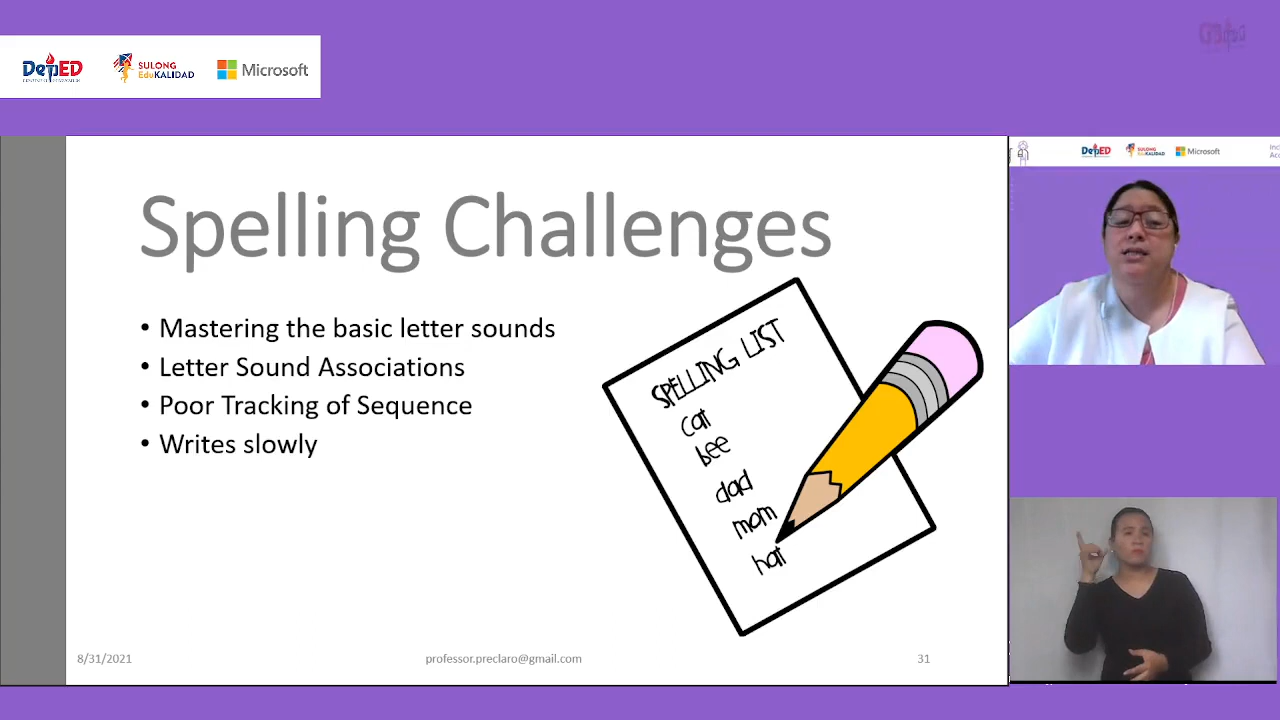 DepED
SULONG
EduKALIDAD
Microsoft
DepED
SULONG
EduKALIDAD
Microsoft
Spelling Challenges
• Mastering the basic letter sounds
• Letter Sound Associations
• Poor Tracking of Sequence
• Writes slowly
SPELLING LIST
cat
bee
dad
mom
hat
8/31/2021
professor.preclaro@gmail.com
31